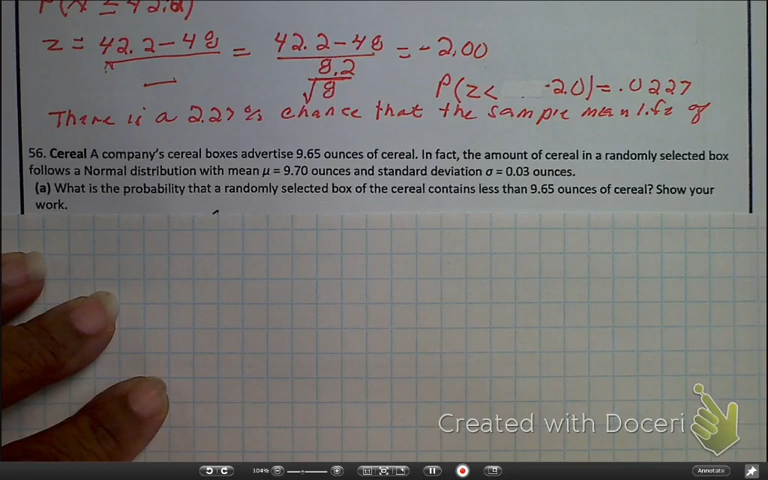 P(X ≤ 42.2)
z = 42.2 - 48 = 42.2 - 48 = -2.00
8.2
√8
P(z< -2.0) = .0227
There is a 2.27% chance that the sample mean life of
56. Cereal A company's cereal boxes advertise 9.65 ounces of cereal. In fact, the amount of cereal in a randomly selected box
follows a Normal distribution with mean μ = 9.70 ounces and standard deviation σ = 0.03 ounces.
(a) What is the probability that a randomly selected box of the cereal contains less than 9.65 ounces of cereal? Show your
work.
Created with Doceri
104%
Annotate